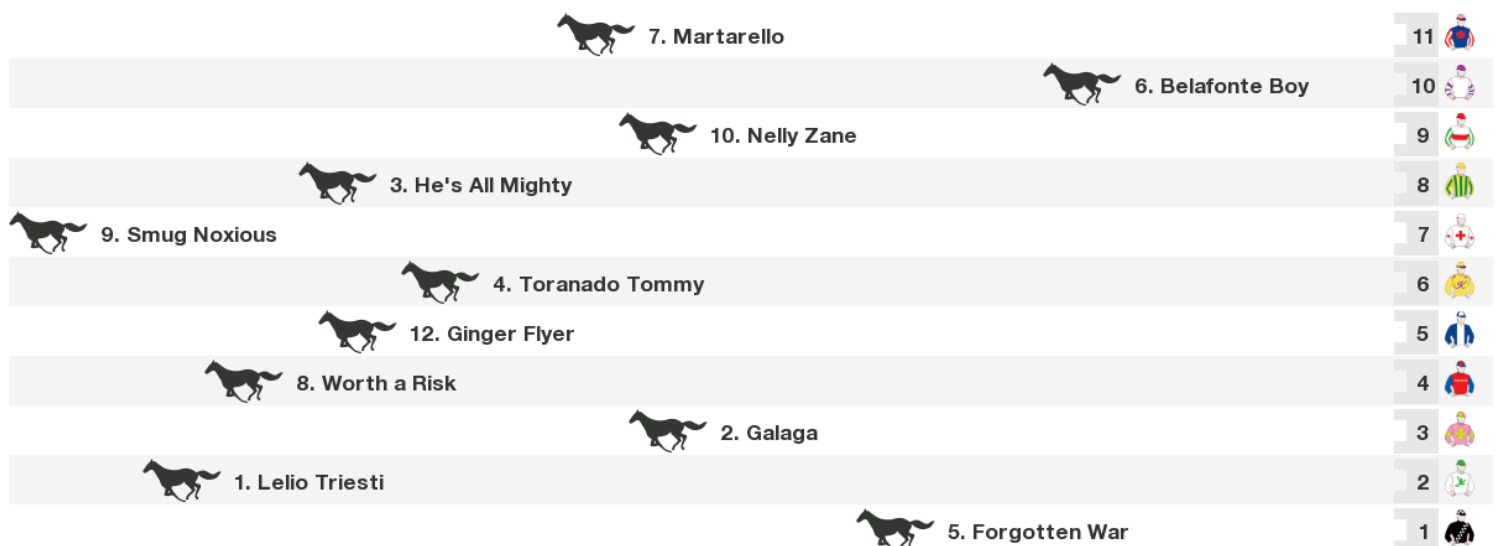 7. Martarello 11
6. Belafonte Boy 10
10. Nelly Zane 9
3. He's All Mighty 8
9. Smug Noxious 7
4. Toranado Tommy 6
12. Ginger Flyer 5
8. Worth a Risk 4
2. Galaga 3
1. Lelio Triesti 2
5. Forgotten War 1